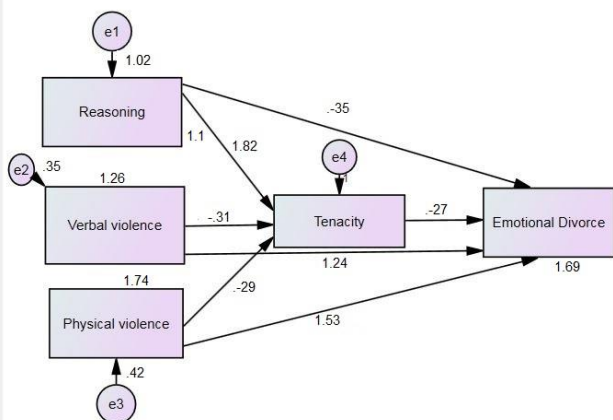 e1
1.02
Reasoning
.-35
1.1
1.82
e2
.35
e4
1
1.26
Verbal violence
-.31
Tenacity
.-27
Emotional Divorce
1.24
1.69
1.74
.-29
Physical violence
1.53
.42
e3